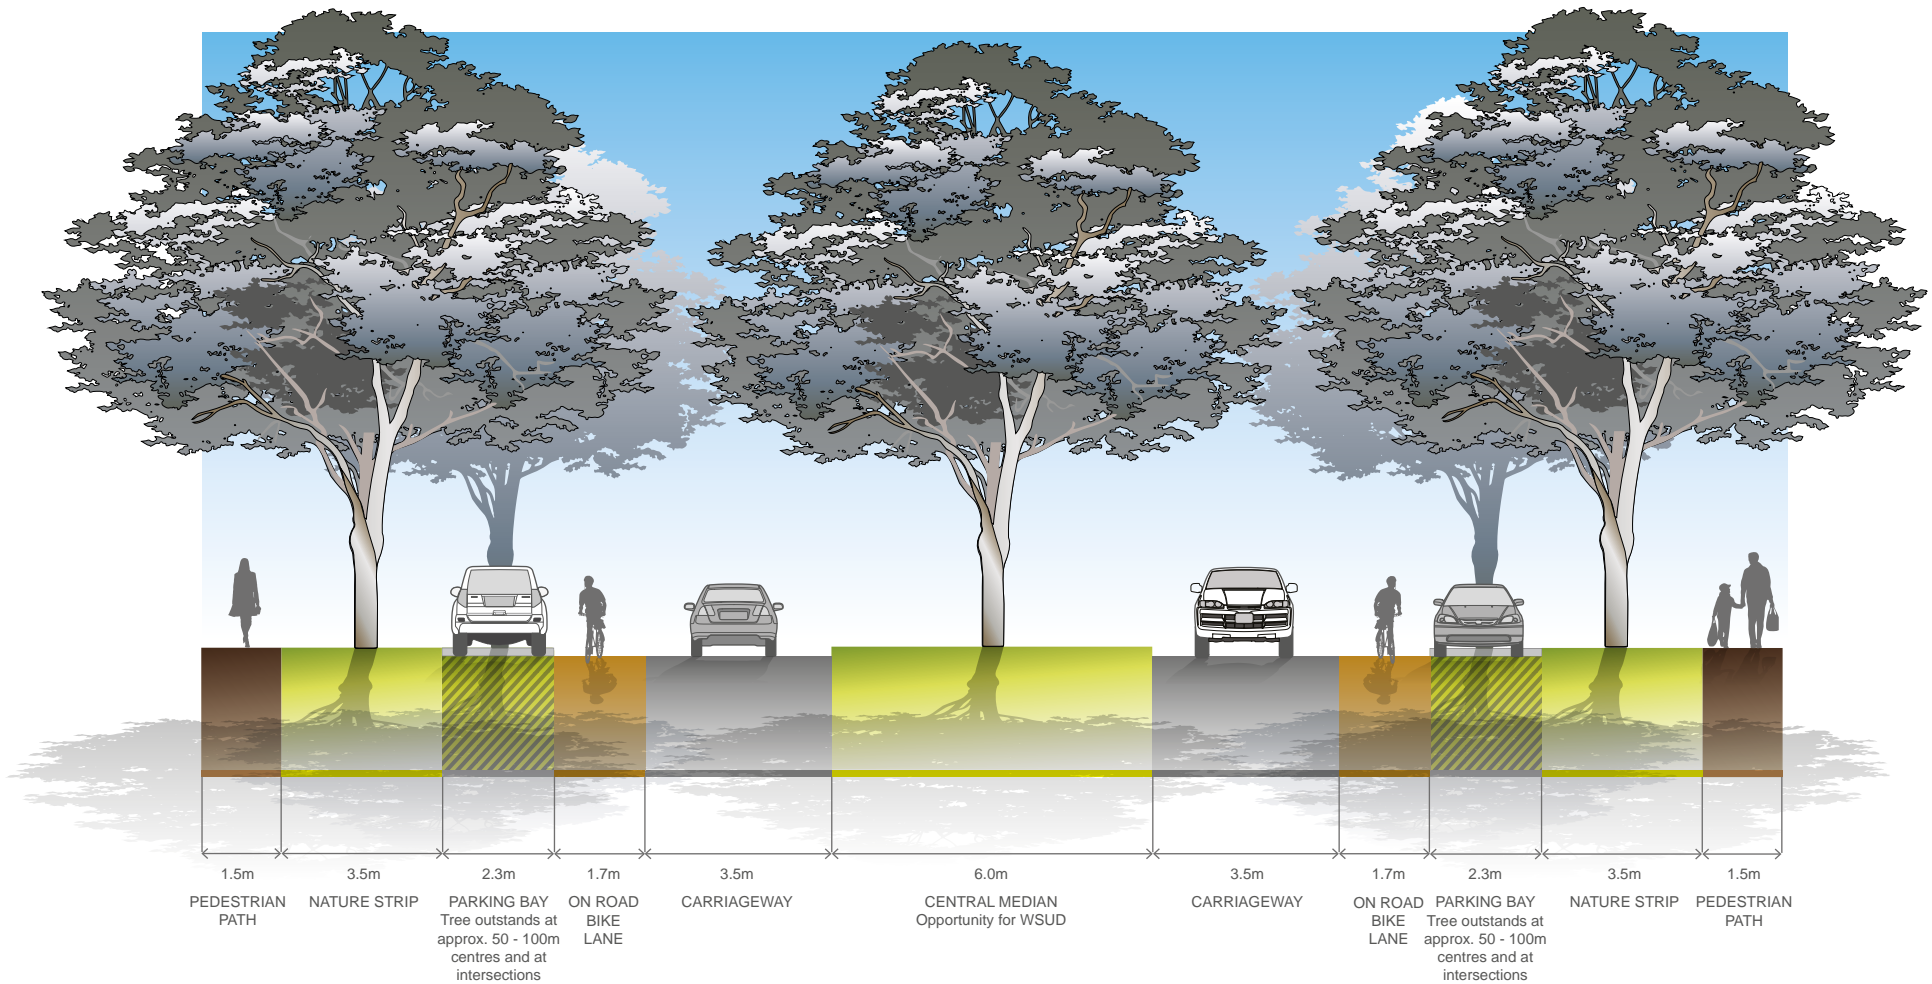 1.5m
PEDESTRIAN
PATH
3.5m
NATURE STRIP
2.3m
PARKING BAY
Tree outstands at
approx. 50 - 100m
centres and at
intersections
1.7m
ON ROAD
BIKE
LANE
3.5m
CARRIAGEWAY
6.0m
CENTRAL MEDIAN
Opportunity for WSUD
3.5m
CARRIAGEWAY
1.7m
ON ROAD
BIKE
LANE
2.3m
PARKING BAY
Tree outstands at
approx. 50 - 100m
centres and at
intersections
3.5m
NATURE STRIP
1.5m
PEDESTRIAN
PATH